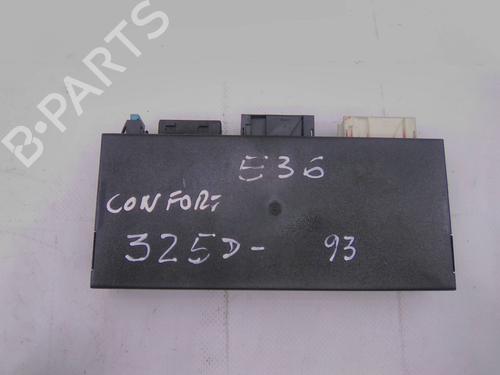 B-PARTS
E36
CONFORT
325D- 93